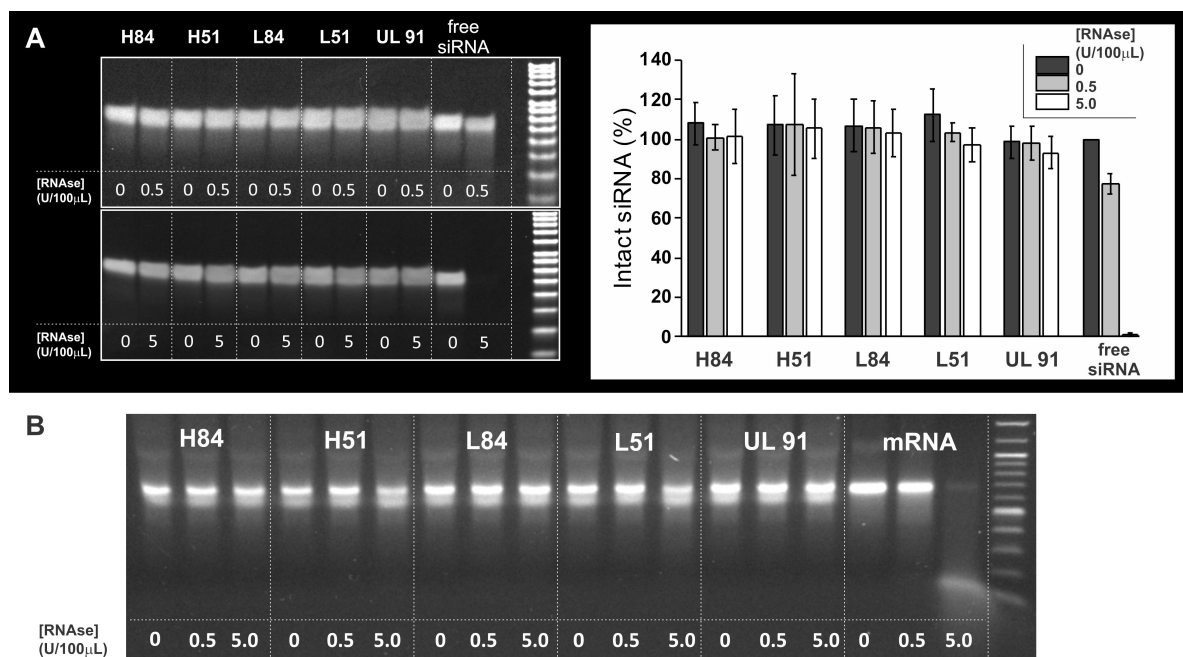 A
H84 H51 L84 L51 UL 91 free
siRNA
[RNAse]
(U/100µL)
0 0.5 0 0.5 0 0.5 0 0.5 0 0.5 0 0.5
[RNAse]
(U/100µL)
0 5 0 5 0 5 0 5 0 5 0 5
[RNAse]
(U/100µL)
0
0.5
5.0
Intact siRNA (%)
140
120
100
80
60
40
20
0
H84 H51 L84 L51 UL 91 free
siRNA
B
H84 H51 L84 L51 UL 91 mRNA
[RNAse]
(U/100µL)
0 0.5 5.0 0 0.5 5.0 0 0.5 5.0 0 0.5 5.0 0 0.5 5.0 0 0.5 5.0